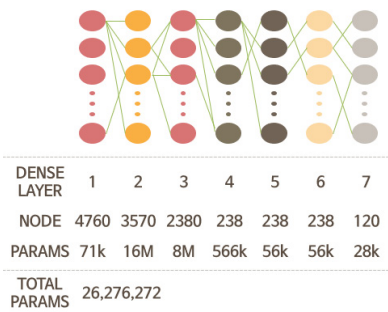 DENSE LAYER 1 2 3 4 5 6 7
NODE 4760 3570 2380 238 238 238 120
PARAMS 71k 16M 8M 566k 56k 56k 28k
TOTAL PARAMS 26,276,272